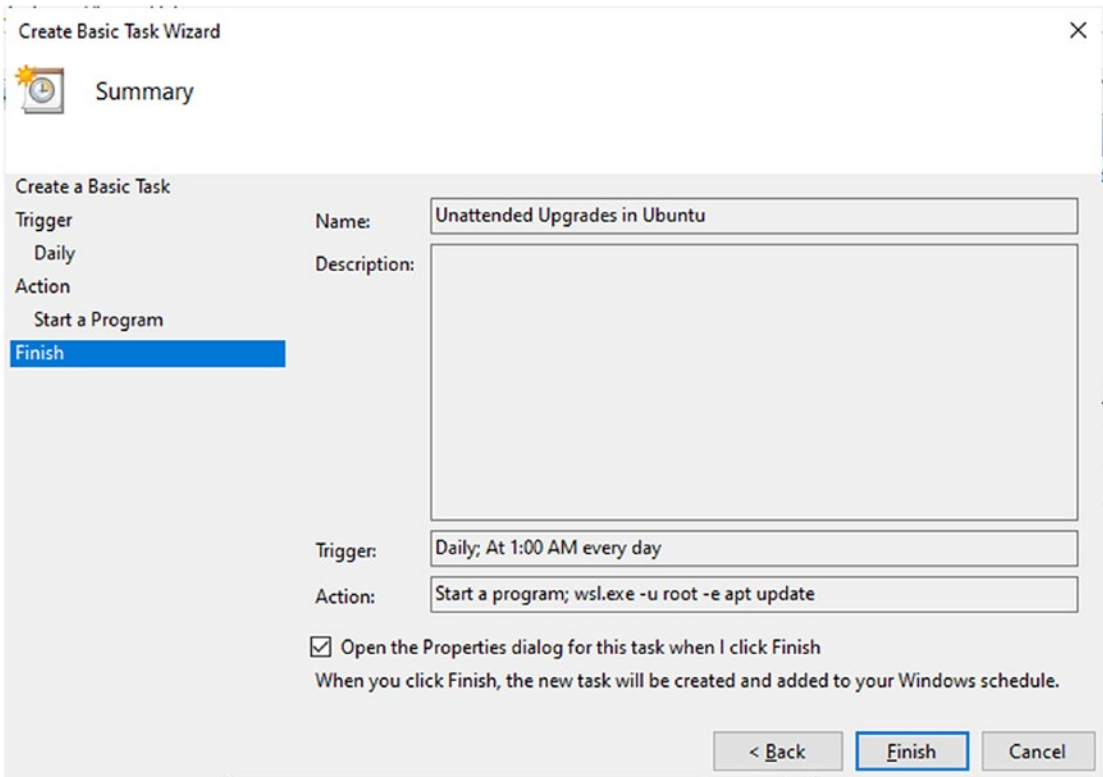 Create Basic Task Wizard
Summary
Create a Basic Task
Trigger
Daily
Action
Start a Program
Finish
Name: Unattended Upgrades in Ubuntu
Description:
Trigger: Daily; At 1:00 AM every day
Action: Start a program; wsl.exe -u root -e apt update
Open the Properties dialog for this task when I click Finish
When you click Finish, the new task will be created and added to your Windows schedule.
< Back Finish Cancel